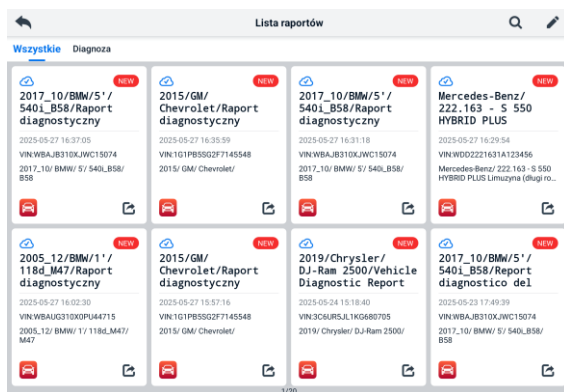 Lista raportów
Wszystkie Diagnoza
NEW
2017_10/BMW/5'/
540i_B58/Raport
diagnostyczny
2025-05-27 16:37:05
VIN:WBAJB310XJWC15074
2017_10/ BMW/ 5'/ 540i_B58/
B58
NEW
2015/GM/
Chevrolet/Raport
diagnostyczny
2025-05-27 16:35:59
VIN:1G1PB5SG2F7145548
2015/ GM/ Chevrolet/
NEW
2017_10/BMW/5'/
540i_B58/Raport
diagnostyczny
2025-05-27 16:31:18
VIN:WBAJB310XJWC15074
2017_10/ BMW/ 5'/ 540i_B58/
B58
NEW
Mercedes-Benz/
222.163 - S 550
HYBRID PLUS
2025-05-27 16:29:54
VIN:WDD2221631A123456
Mercedes-Benz/ 222.163 - S 550
HYBRID PLUS Limuzyna (długi ro...
NEW
2005_12/BMW/1'/
118d_M47/Raport
diagnostyczny
2025-05-27 16:02:30
VIN:WBAUG310X0PU44715
2005_12/ BMW/ 1'/ 118d_M47/
M47
NEW
2015/GM/
Chevrolet/Raport
diagnostyczny
2025-05-27 15:57:16
VIN:1G1PB5SG2F7145548
2015/ GM/ Chevrolet/
NEW
2019/Chrysler/
DJ-Ram 2500/Vehicle
Diagnostic Report
2025-05-24 15:18:40
VIN:3C6UR5JL1KG680705
2019/ Chrysler/ DJ-Ram 2500/
NEW
2017_10/BMW/5'/
540i_B58/Report
diagnostico del
2025-05-23 17:49:39
VIN:WBAJB310XJWC15074
2017_10/ BMW/ 5'/ 540i_B58/
B58
1/20